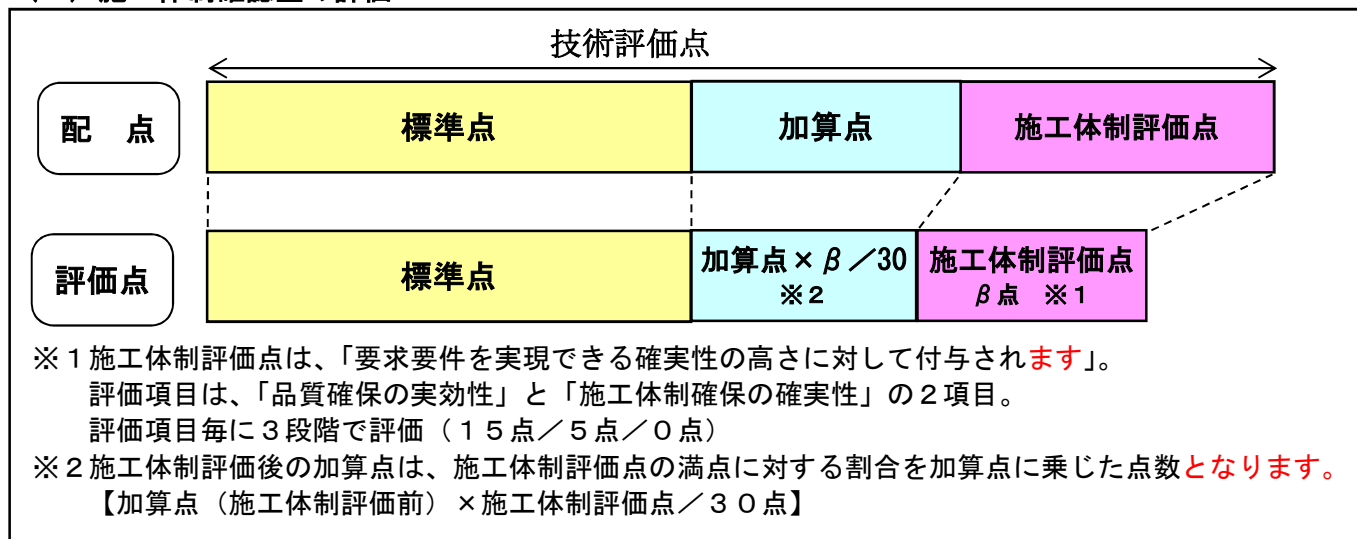 技術評価点
配　点
標準点
加算点
施工体制評価点
評価点
標準点
加算点×β／30
※2
施工体制評価点
β点　※1
※１施工体制評価点は、「要求要件を実現できる確実性の高さに対して付与されます」。
評価項目は、「品質確保の実効性」と「施工体制確保の確実性」の２項目。
評価項目毎に３段階で評価（１５点／５点／０点）
※２施工体制評価後の加算点は、施工体制評価点の満点に対する割合を加算点に乗じた点数となります。
【加算点（施工体制評価前）×施工体制評価点／３０点】